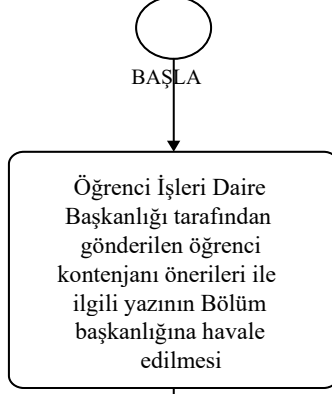 BAŞLA
Öğrenci İşleri Daire
Başkanlığı tarafından
gönderilen öğrenci
kontenjanı önerileri ile
ilgili yazının Bölüm
başkanlığına havale
edilmesi